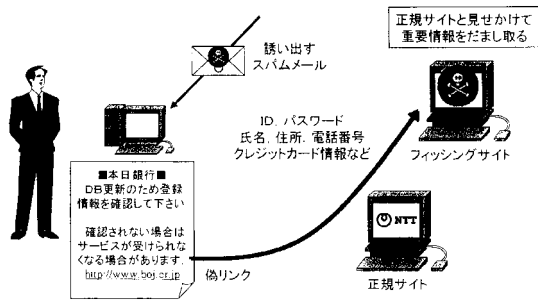 誘い出す
スパムメール
正規サイトと見せかけて
重要情報をだまし取る
ID, パスワード
氏名, 住所, 電話番号
クレジットカード情報など
フィッシングサイト
■本日銀行■
DB更新のため登録
情報を確認して下さい
確認されない場合は
サービスが受けられな
くなる場合があります.
http://www.boj.or.jp
偽リンク
NTT
正規サイト